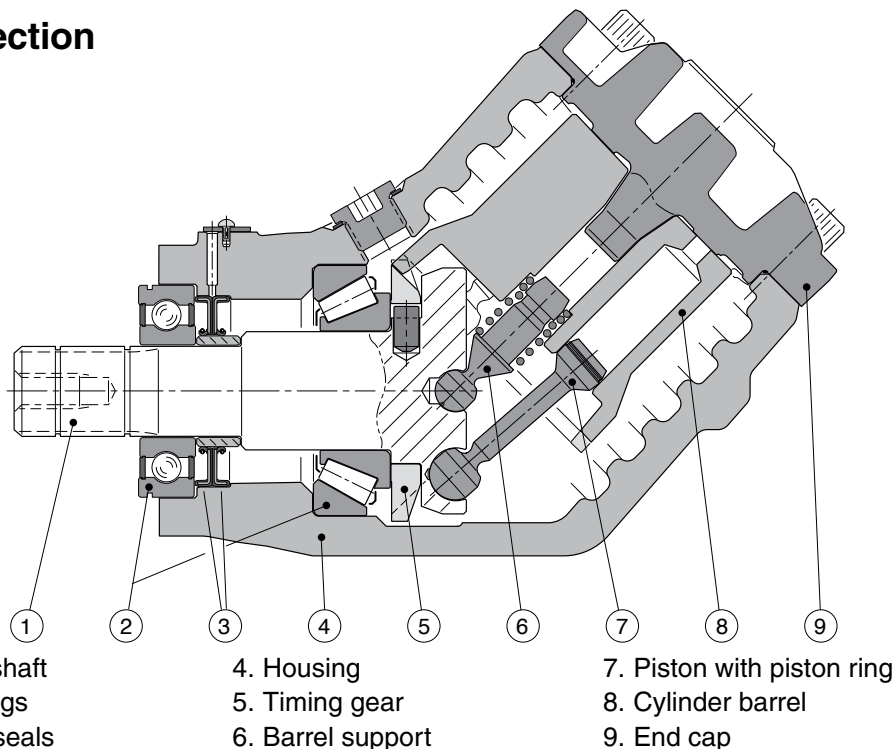 ection
1 2 3 4 5 6 7 8 9
shaft 4. Housing 7. Piston with piston ring
gs 5. Timing gear 8. Cylinder barrel
seals 6. Barrel support 9. End cap